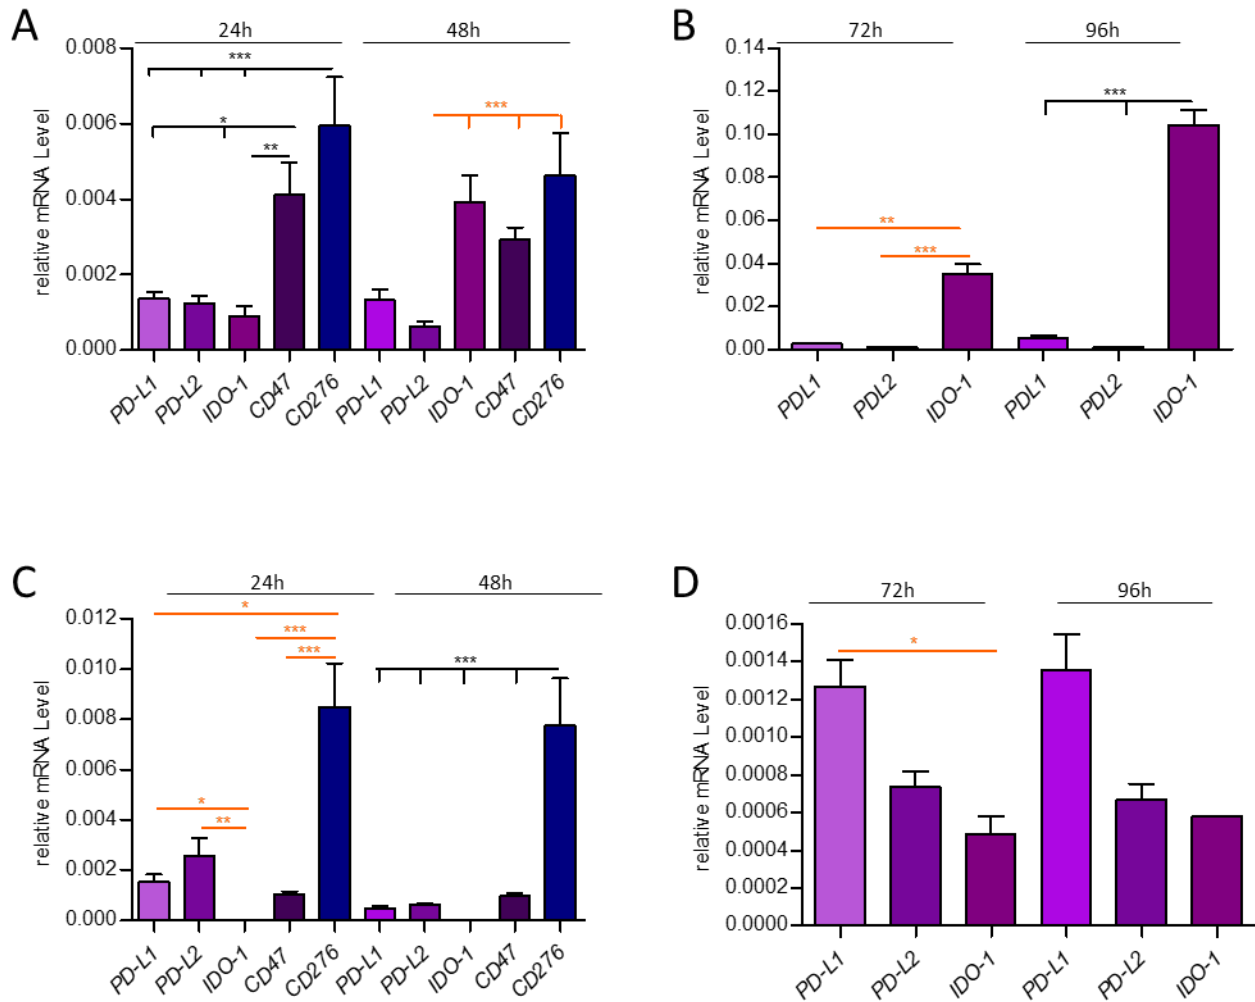 A
24h
48h
relative mRNA Level
0.008
0.006
0.004
0.002
0.000
***
*
**
***
PD-L1
PD-L2
IDO-1
CD47
CD276
PD-L1
PD-L2
IDO-1
CD47
CD276
B
72h
96h
relative mRNA Level
0.14
0.12
0.10
0.08
0.06
0.04
0.02
0.00
**
***
***
PDL1
PDL2
IDO-1
PDL1
PDL2
IDO-1
C
24h
48h
relative mRNA Level
0.012
0.010
0.008
0.006
0.004
0.002
0.000
*
***
***
*
**
***
PD-L1
PD-L2
IDO-1
CD47
CD276
PD-L1
PD-L2
IDO-1
CD47
CD276
D
72h
96h
relative mRNA Level
0.0016
0.0014
0.0012
0.0010
0.0008
0.0006
0.0004
0.0002
0.0000
*
PD-L1
PD-L2
IDO-1
PD-L1
PD-L2
IDO-1